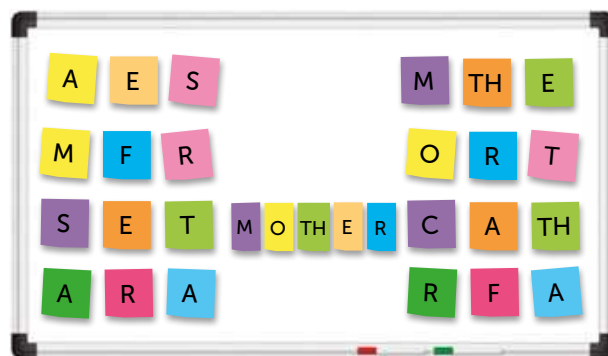 A E S
M F R
S E T
A R A
M O TH E R
M TH E
O R T
C A TH
R F A